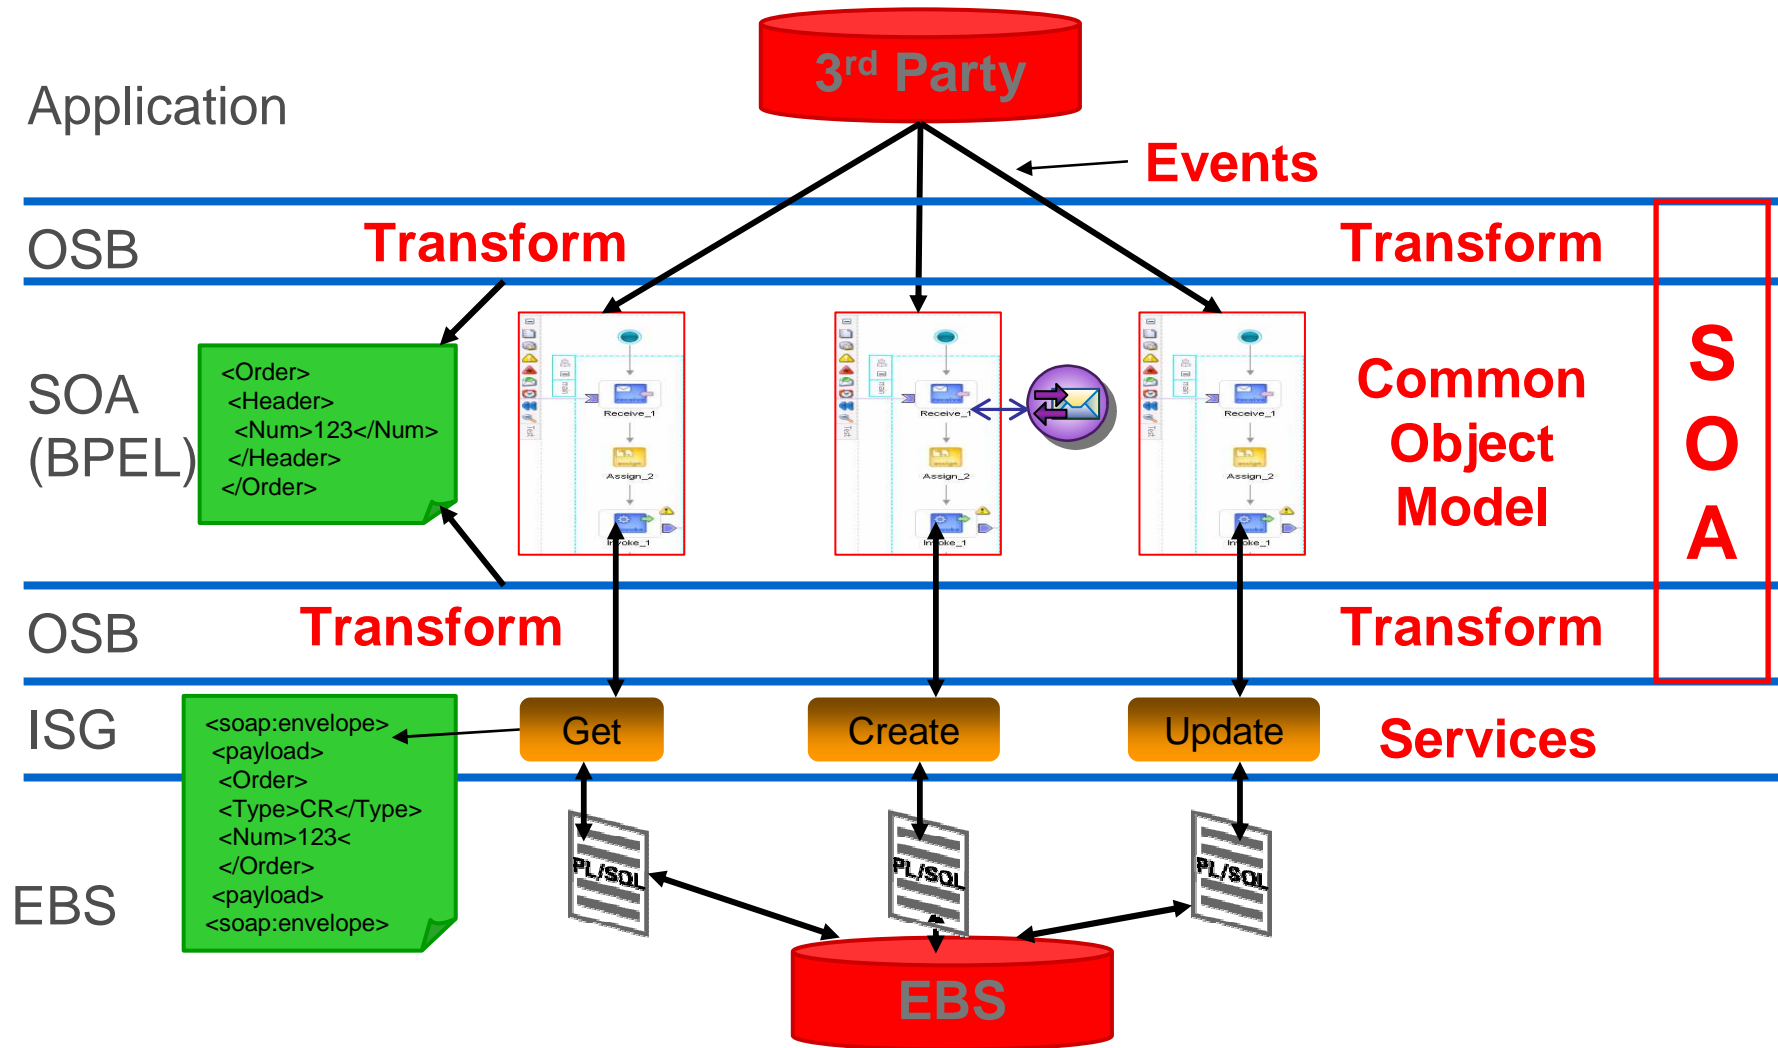 3rd Party
Application
Events
OSB
Transform
Transform
SOA
(BPEL)
<Order>
<Header>
<Num>123</Num>
</Header>
</Order>
main
Receive_1
Assign_2
Invoke_1
main
Receive_1
Assign_2
Invoke_1
main
Receive_1
Assign_2
Invoke_1
Common
Object
Model
S
O
A
OSB
Transform
Transform
ISG
Get
Create
Update
Services
<soap:envelope>
<payload>
<Order>
<Type>CR</Type>
<Num>123<
</Order>
<payload>
<soap:envelope>
EBS
PL/SQL
PL/SQL
PL/SQL
EBS